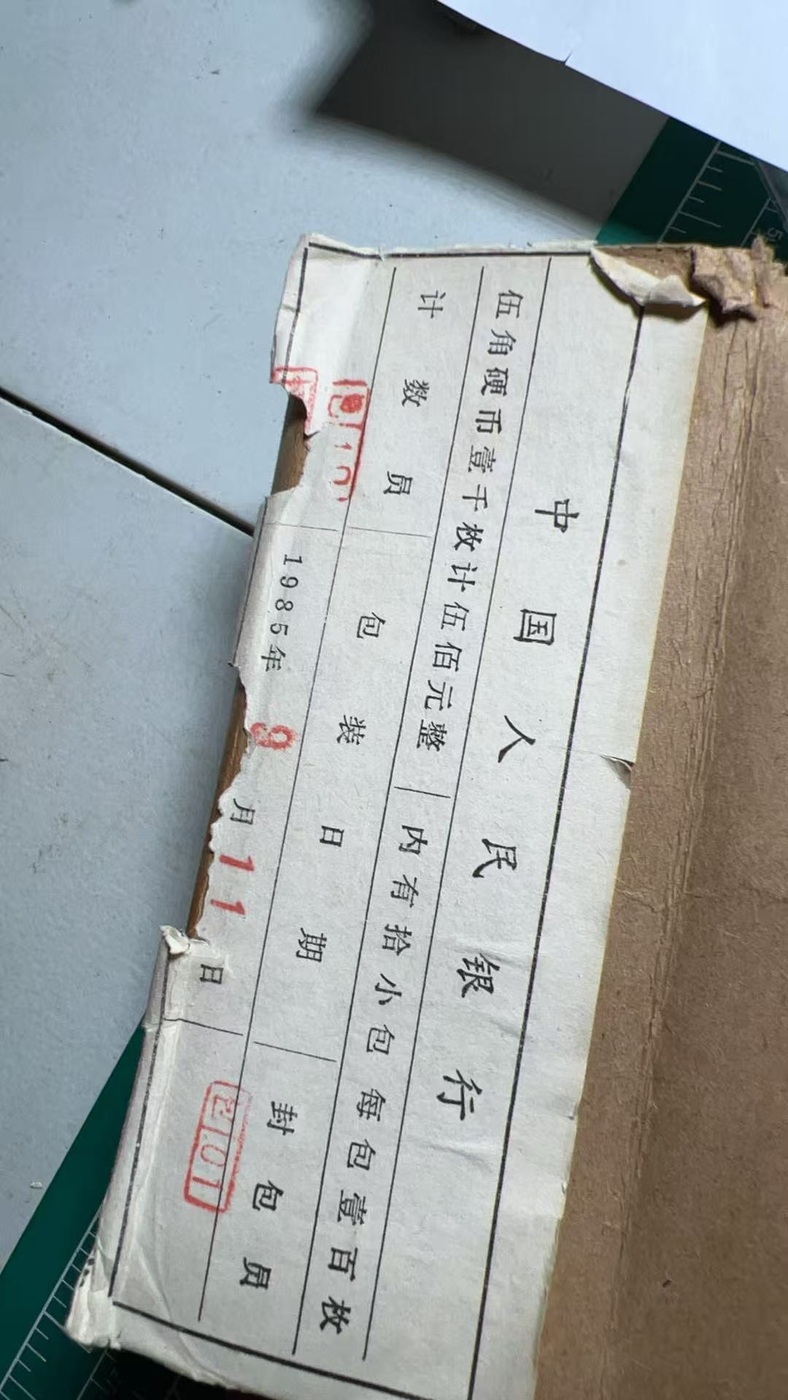 中国人民银行
伍角硬币壹千枚计伍佰元整 内有拾小包 每包壹百枚
计数员 包装日期 封包员
1985年9月11日